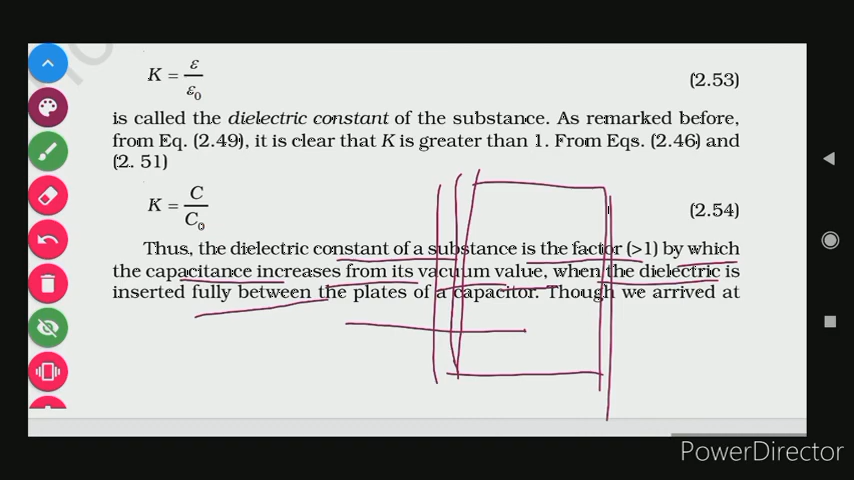 K = ε/ε₀ (2.53)
is called the dielectric constant of the substance. As remarked before,
from Eq. (2.49), it is clear that K is greater than 1. From Eqs. (2.46) and
(2. 51)
K = C/C₀ (2.54)
Thus, the dielectric constant of a substance is the factor (>1) by which
the capacitance increases from its vacuum value, when the dielectric is
inserted fully between the plates of a capacitor. Though we arrived at
PowerDirector